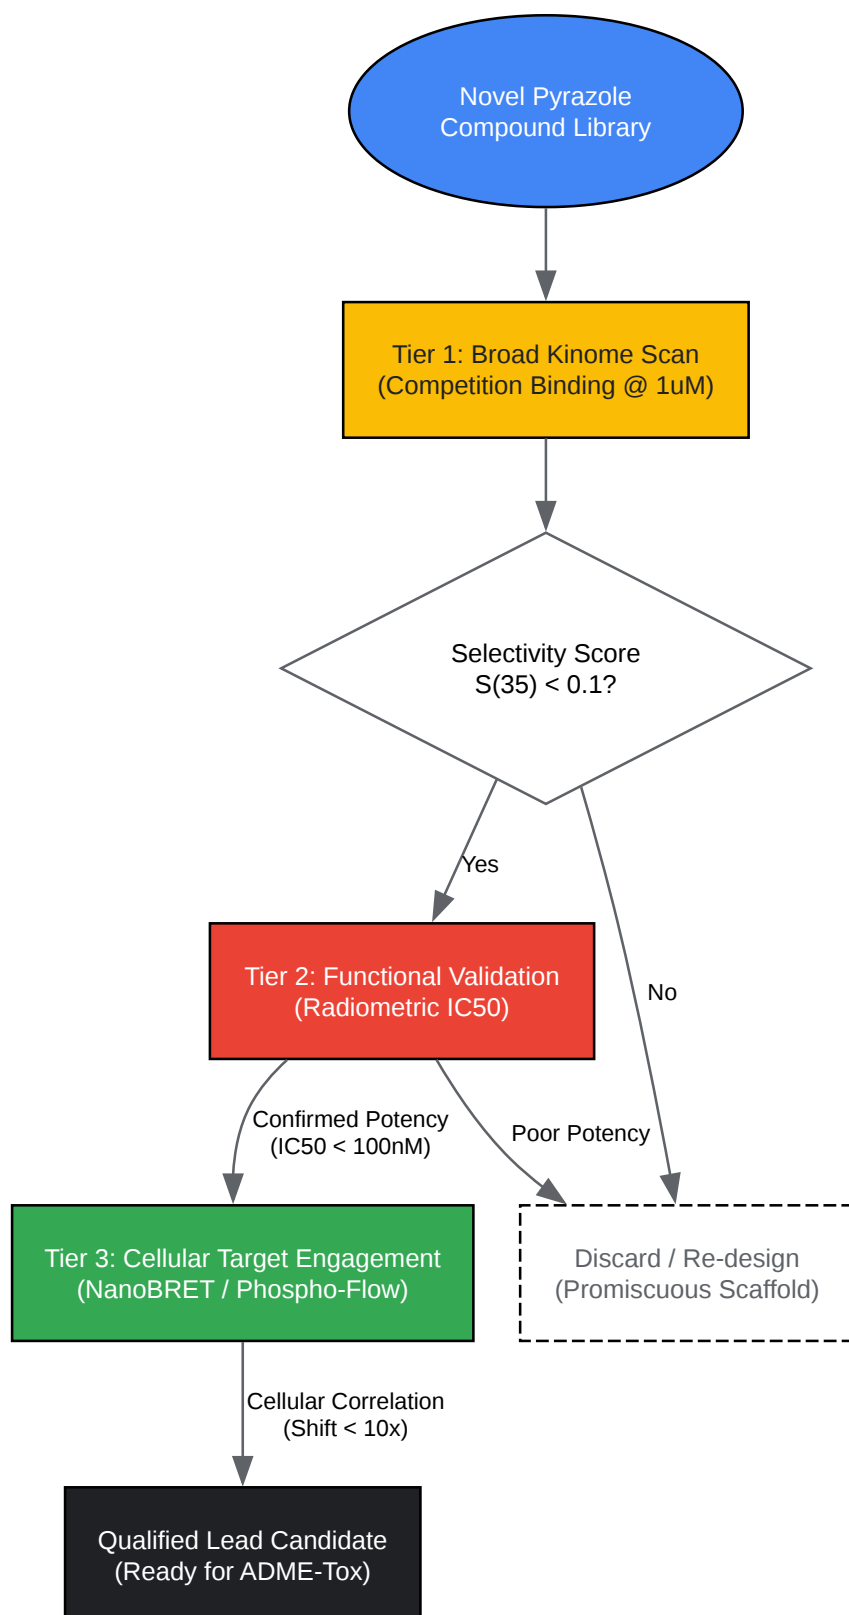 Novel Pyrazole
Compound Library
Tier 1: Broad Kinome Scan
(Competition Binding @ 1uM)
Selectivity Score
S(35) < 0.1?
Yes
No
Tier 2: Functional Validation
(Radiometric IC50)
Confirmed Potency
(IC50 < 100nM)
Poor Potency
Tier 3: Cellular Target Engagement
(NanoBRET / Phospho-Flow)
Discard / Re-design
(Promiscuous Scaffold)
Cellular Correlation
(Shift < 10x)
Qualified Lead Candidate
(Ready for ADME-Tox)